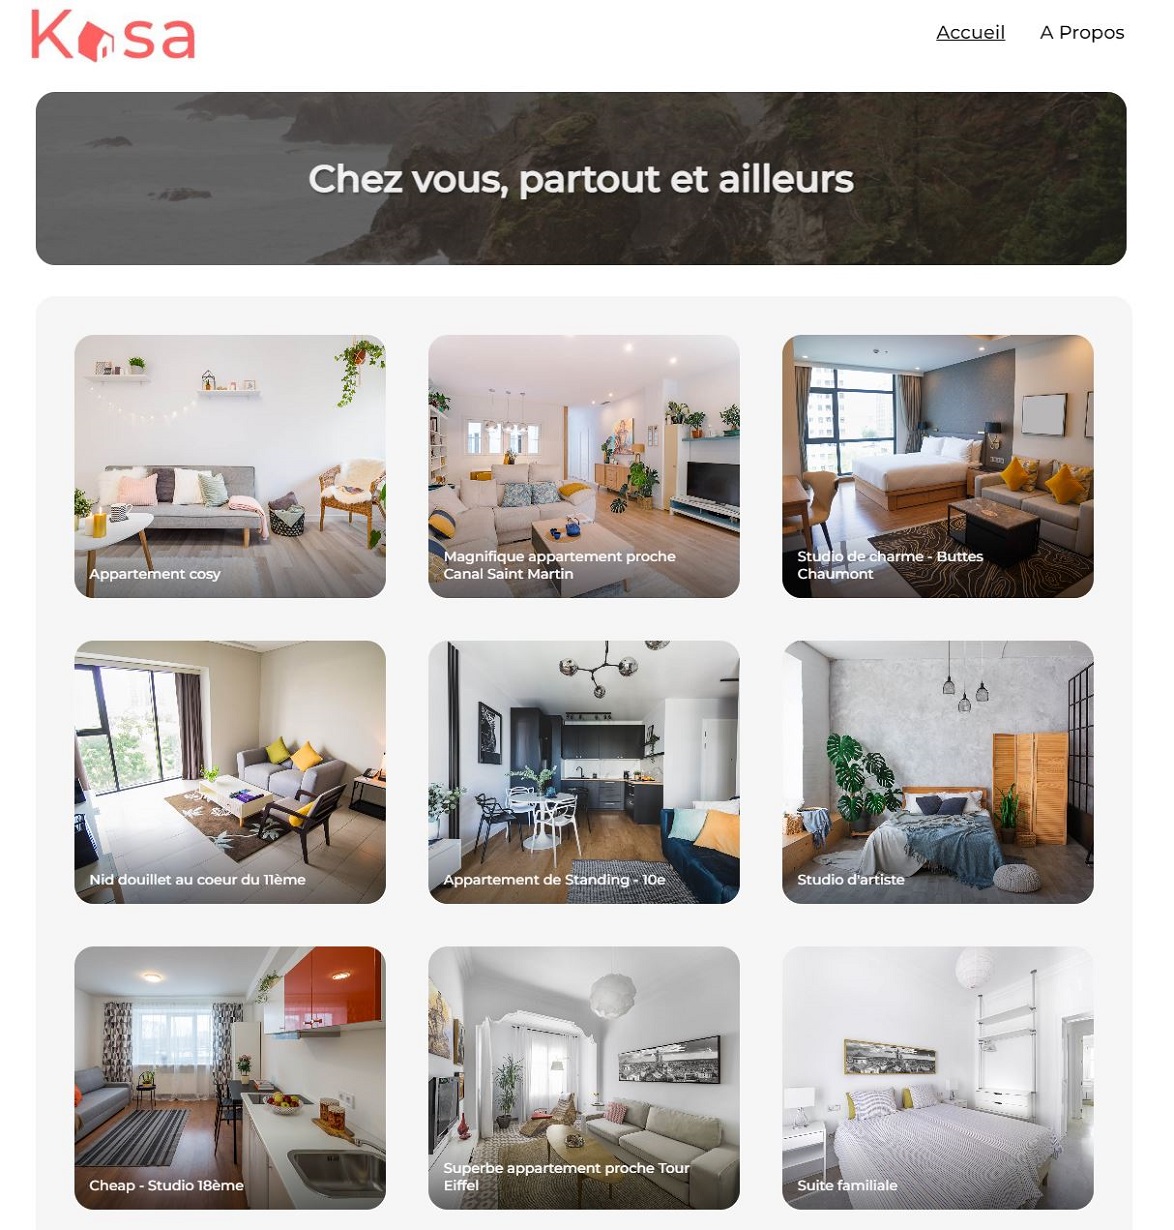 Kasa
Accueil
A Propos
Chez vous, partout et ailleurs
Appartement cosy
Magnifique appartement proche
Canal Saint Martin
Studio de charme - Buttes
Chaumont
Nid douillet au coeur du 11ème
Appartement de Standing - 10e
Studio d'artiste
Cheap - Studio 18ème
Superbe appartement proche Tour
Eiffel
Suite familiale